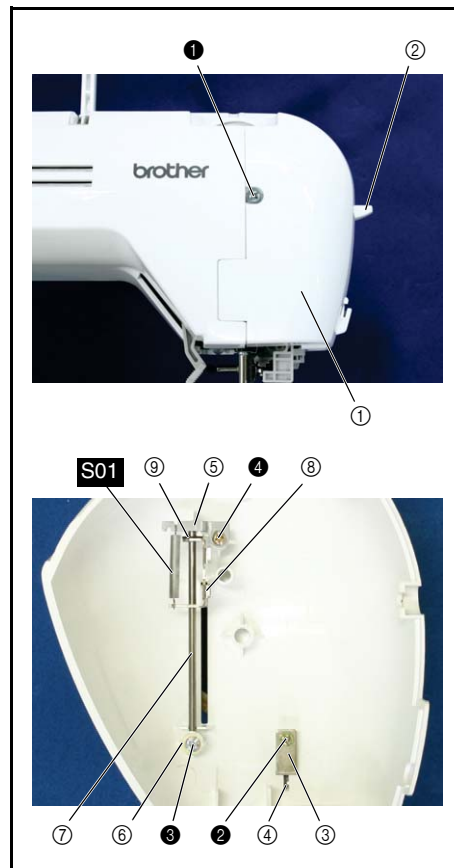 ❶ ②
brother
①
S01 ⑨ ⑤ ❹ ⑧
⑦ ⑥ ❸ ❷ ④ ③